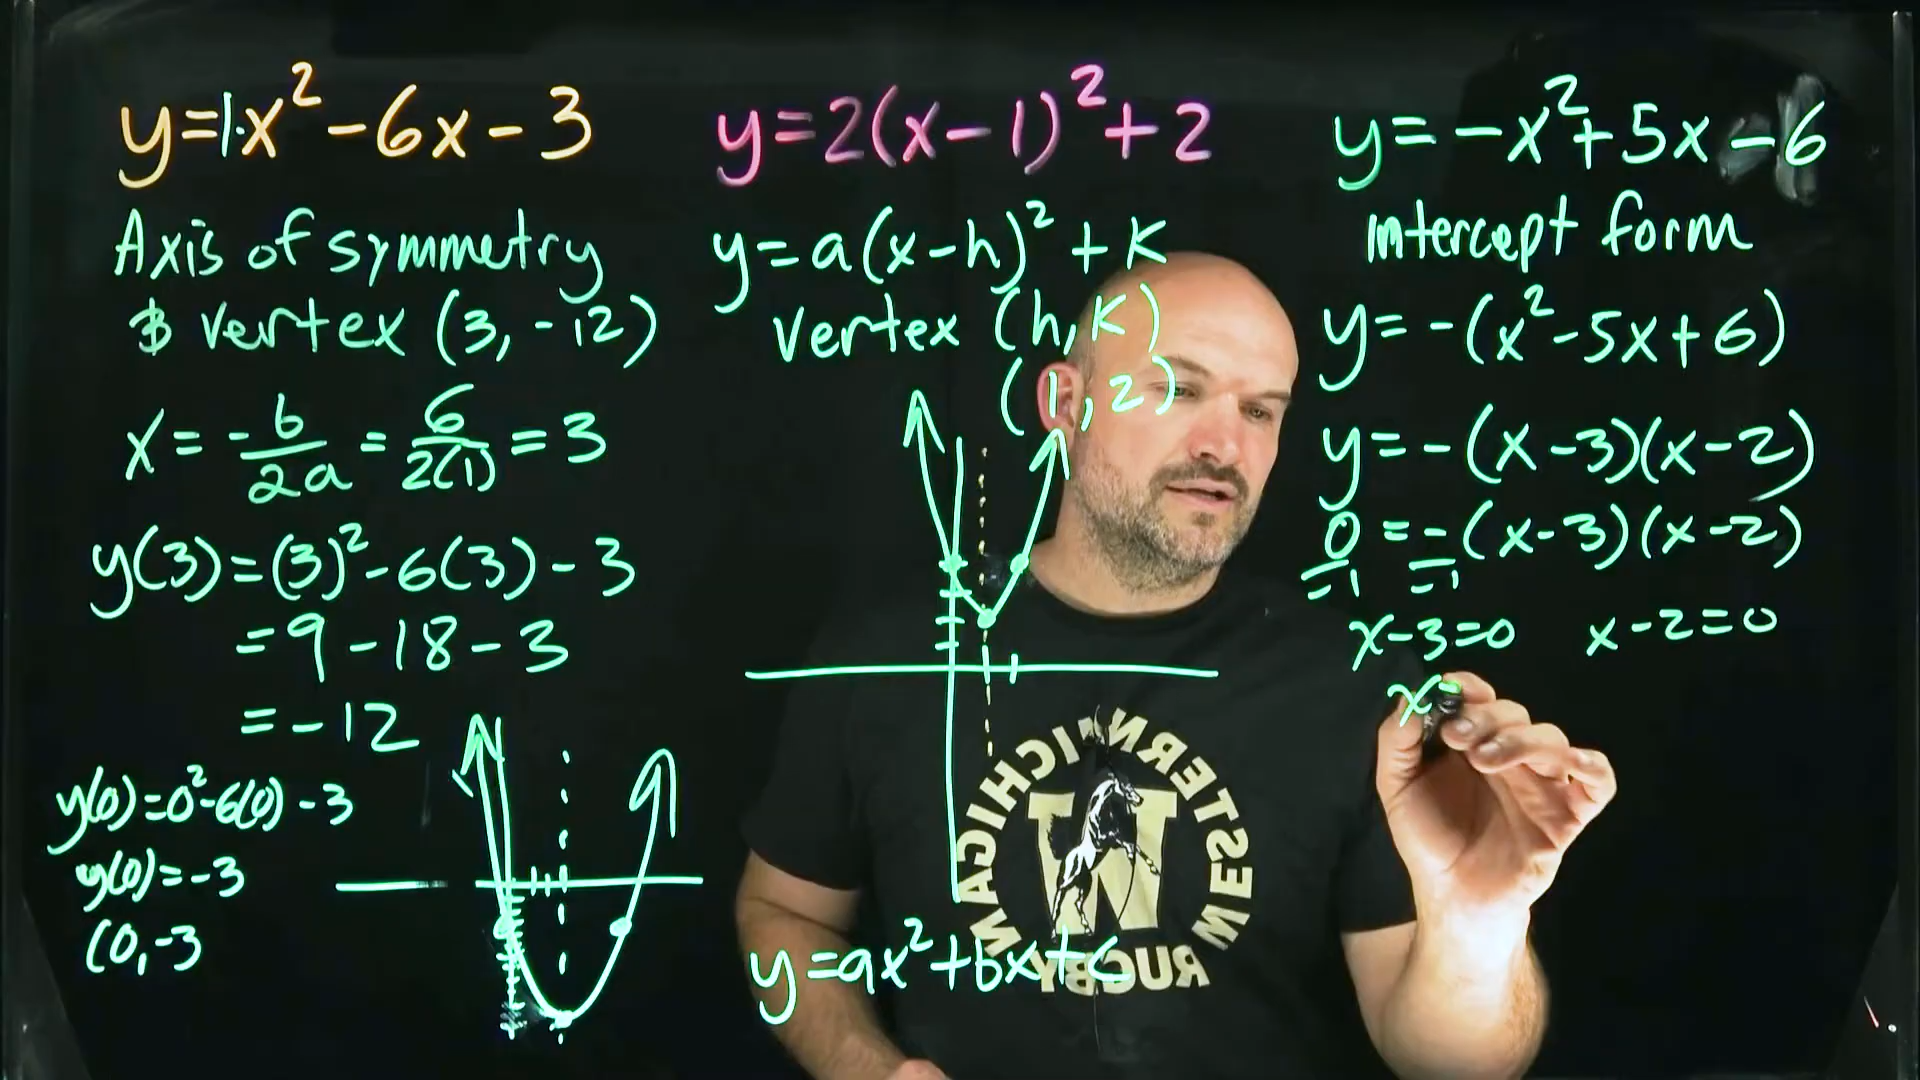 y=1·x²-6x-3
Axis of symmetry
& vertex (3,-12)
x = -b/2a = 6/2(1) = 3
y(3)=(3)²-6(3)-3
=9-18-3
=-12
y(0)=0²-6(0)-3
y(0)=-3
(0,-3
y=2(x-1)²+2
y=a(x-h)²+k
vertex (h,k)
(1,2)
y=ax²+bx+c
y=-x²+5x-6
intercept form
y=-(x²-5x+6)
y=-(x-3)(x-2)
0=-(x-3)(x-2)
-1 -1
x-3=0 x-2=0
x=
WESTERN MICHIGAN
W
RUGBY